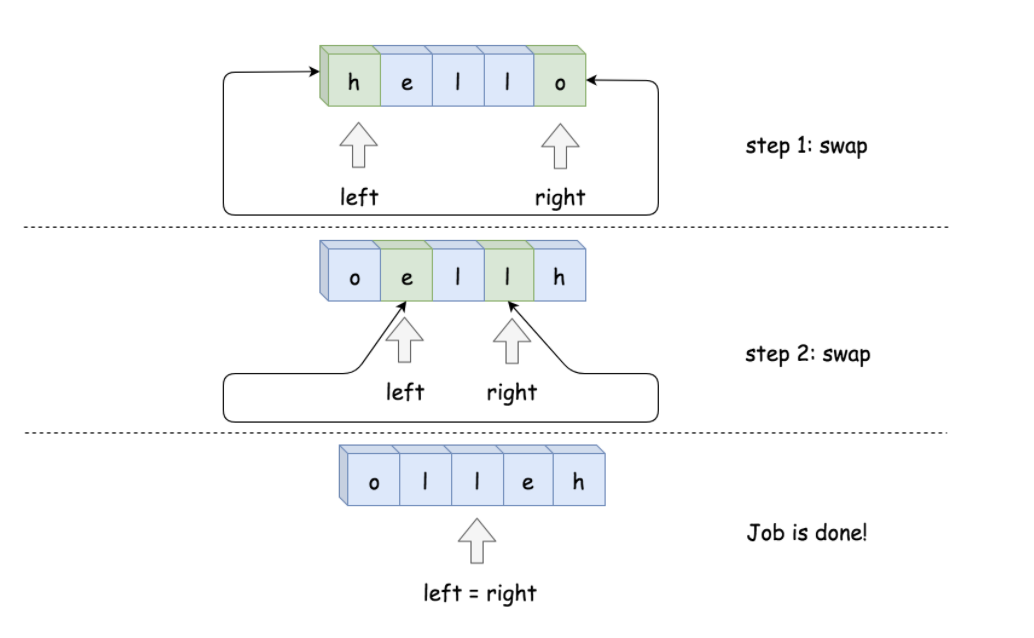 h e l l o
step 1: swap
left right
o e l l h
step 2: swap
left right
o l l e h
Job is done!
left = right